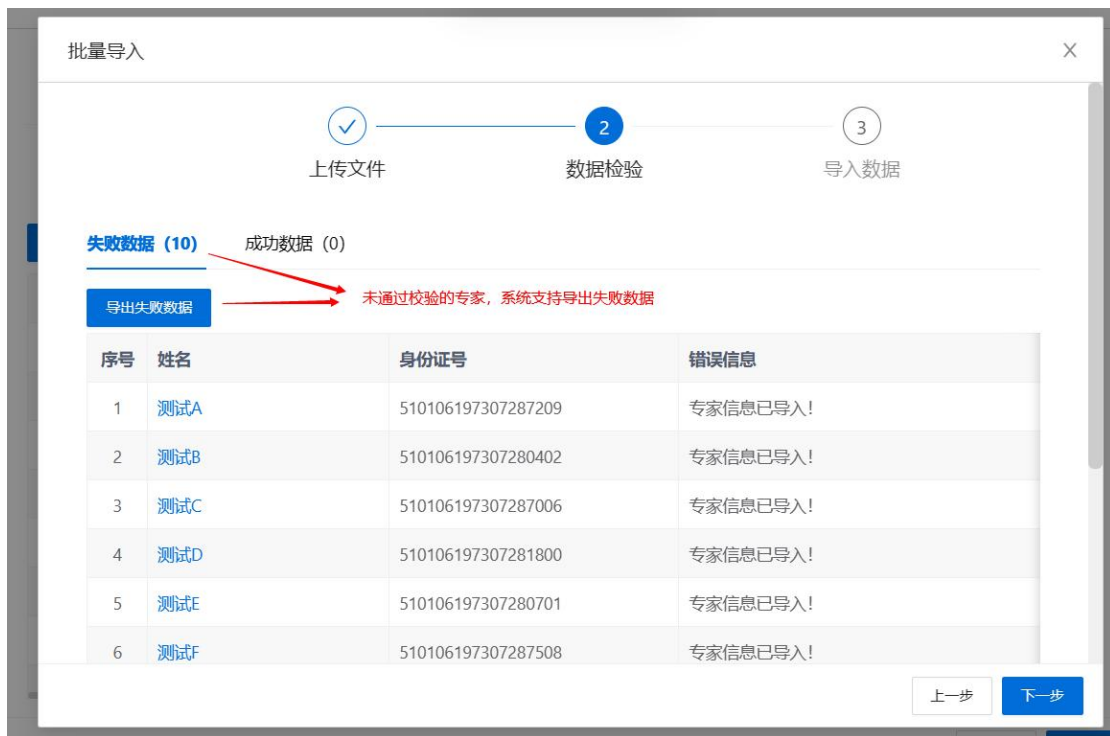 批量导入
X
2
3
上传文件
数据检验
导入数据
失败数据（10）
成功数据（0）
导出失败数据
未通过校验的专家，系统支持导出失败数据
序号 姓名 身份证号 错误信息
1 测试A 510106197307287209 专家信息已导入！
2 测试B 510106197307280402 专家信息已导入！
3 测试C 510106197307287006 专家信息已导入！
4 测试D 510106197307281800 专家信息已导入！
5 测试E 510106197307280701 专家信息已导入！
6 测试F 510106197307287508 专家信息已导入！
上一步
下一步